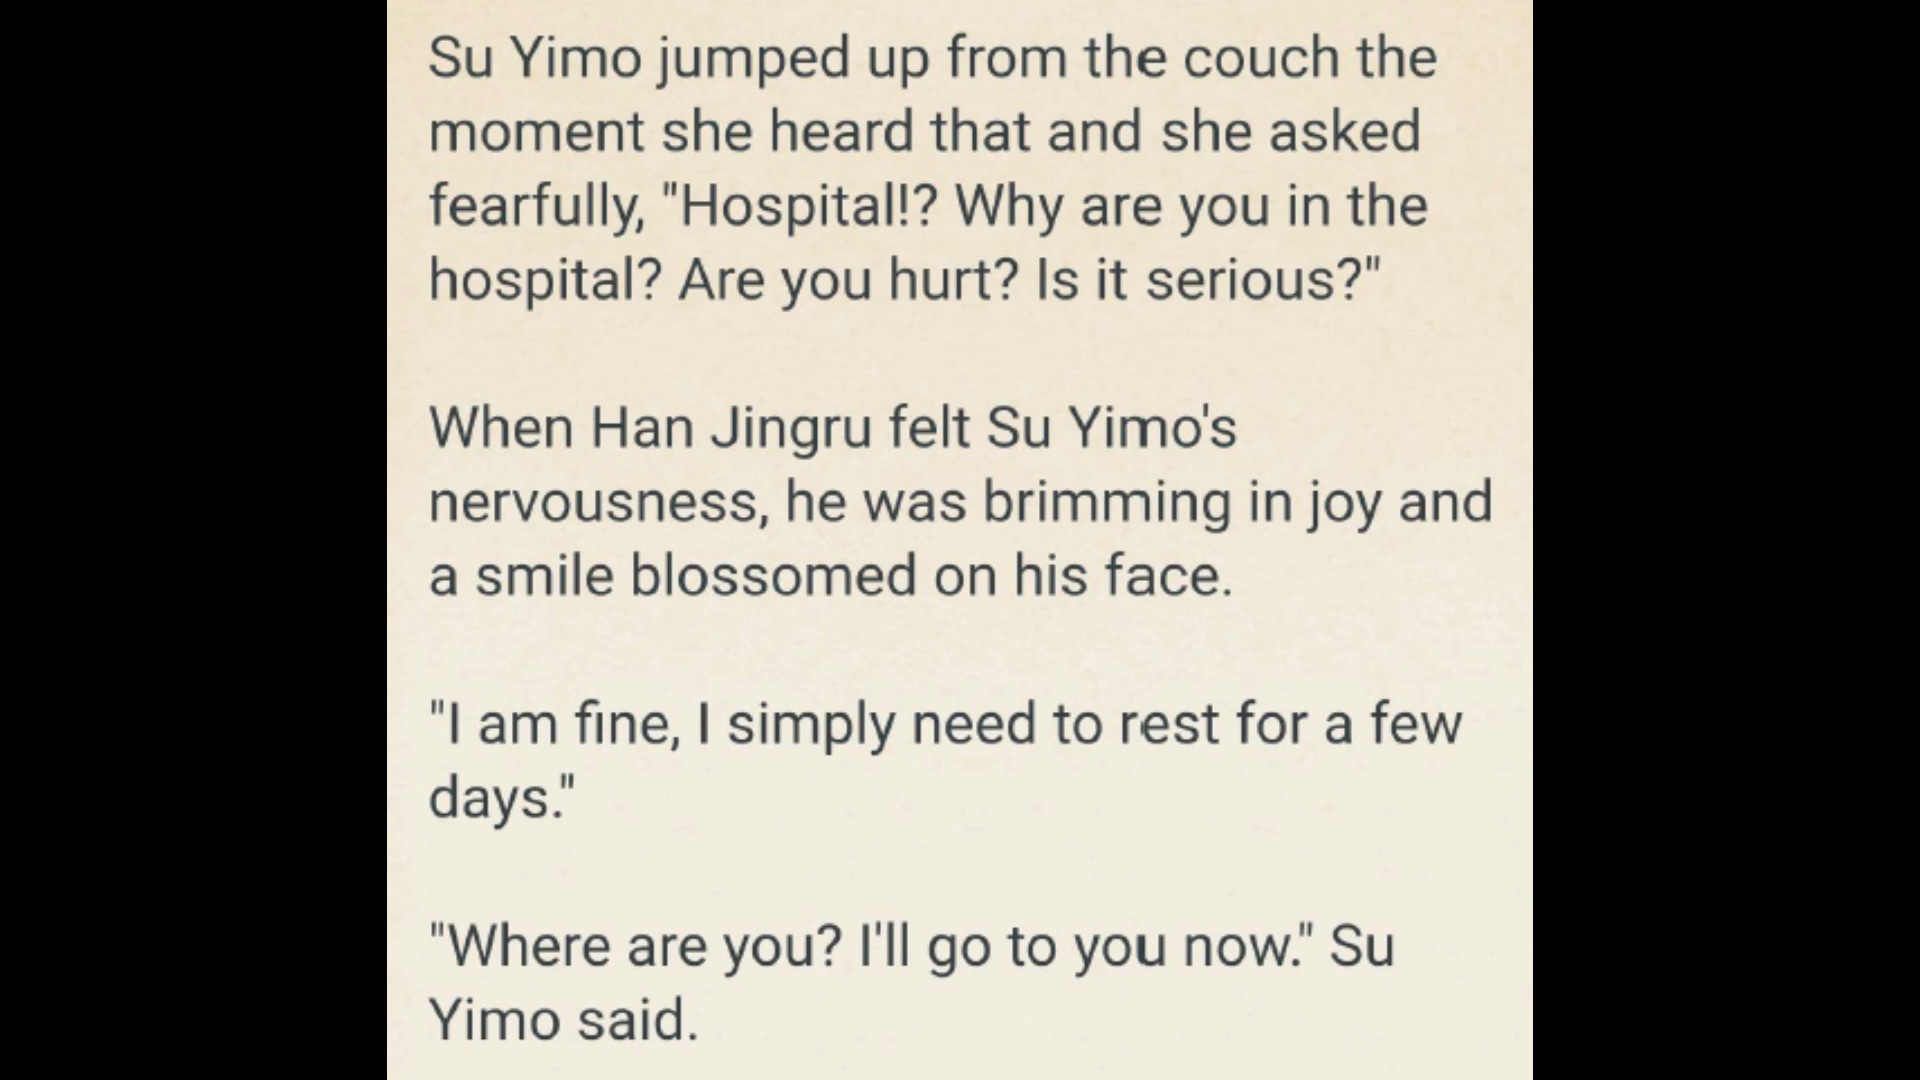 Su Yimo jumped up from the couch the
moment she heard that and she asked
fearfully, "Hospital!? Why are you in the
hospital? Are you hurt? Is it serious?"
When Han Jingru felt Su Yimo's
nervousness, he was brimming in joy and
a smile blossomed on his face.
"I am fine, I simply need to rest for a few
days."
"Where are you? I'll go to you now." Su
Yimo said.